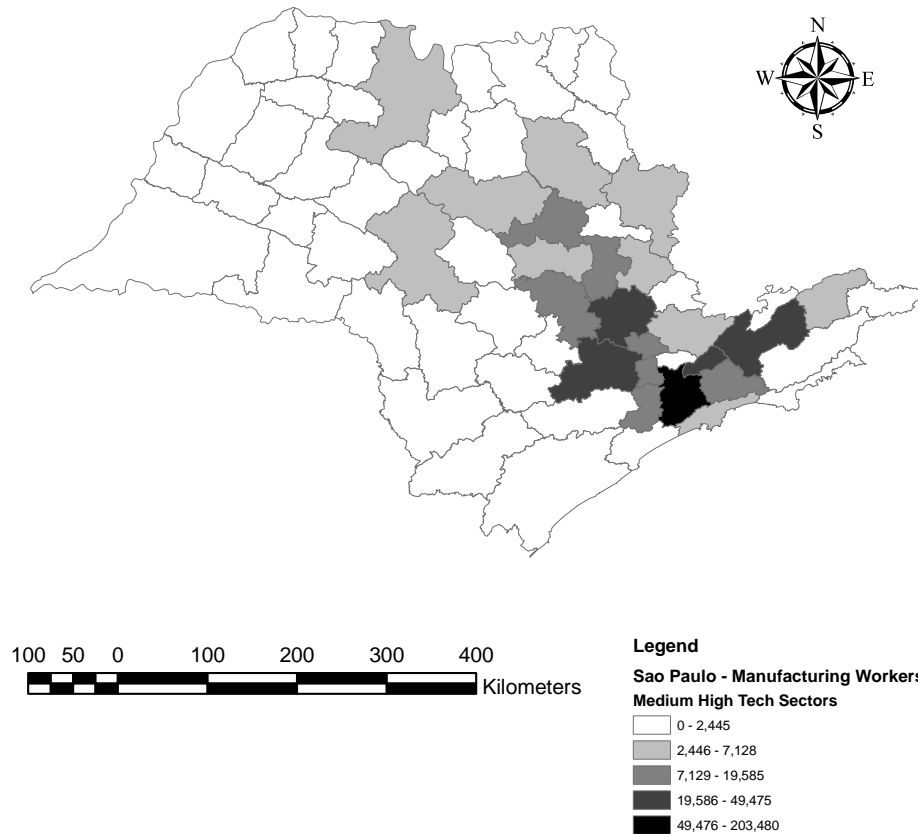 N
W E
S
100 50 0 100 200 300 400
Kilometers
Legend
Sao Paulo - Manufacturing Workers
Medium High Tech Sectors
0 - 2,445
2,446 - 7,128
7,129 - 19,585
19,586 - 49,475
49,476 - 203,480